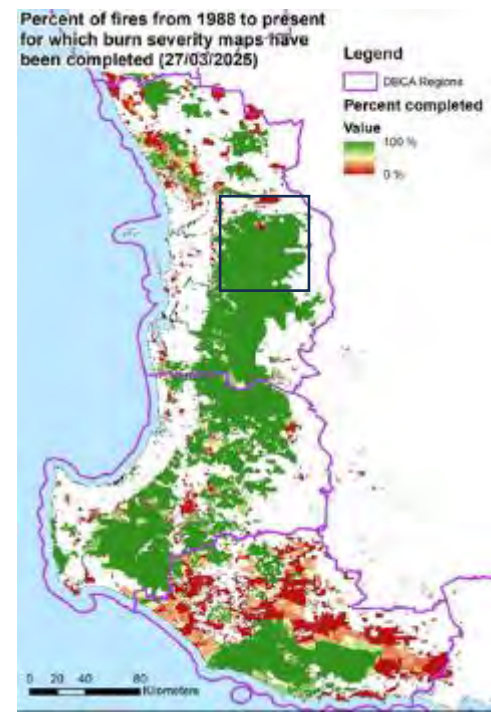 Percent of fires from 1988 to present
for which burn severity maps have
been completed (27/03/2025)
Legend
DBCA Regions
Percent completed
Value
100 %
0 %
0 20 40 80
Kilometers